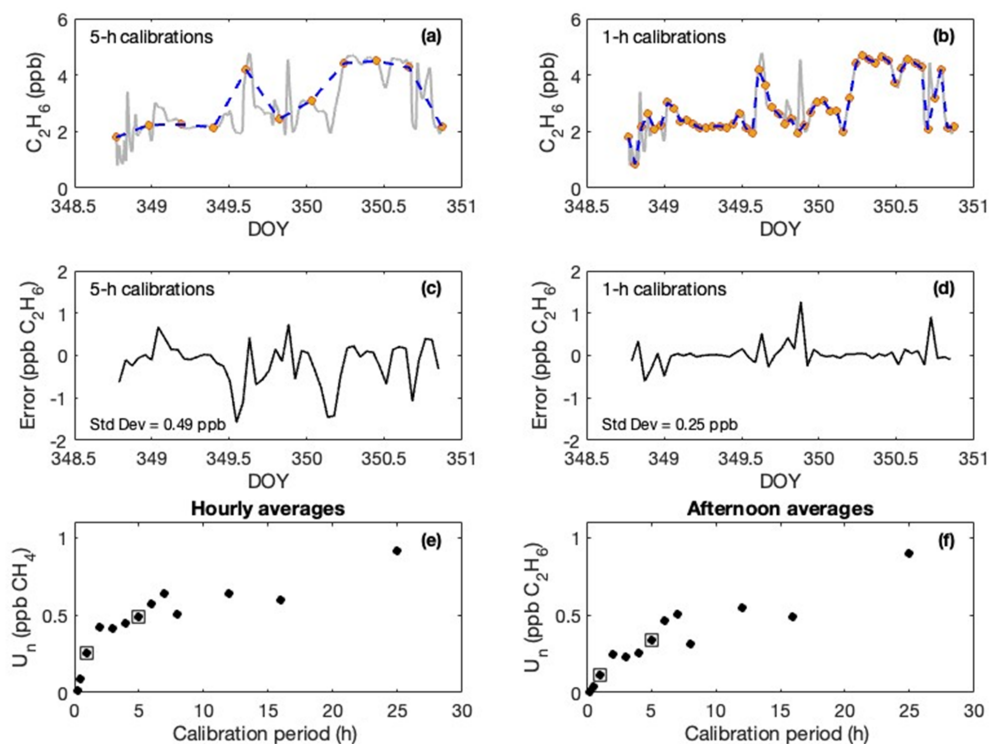 5-h calibrations (a)
C2H6 (ppb)
6
4
2
0
348.5 349 349.5 350 350.5 351
DOY
1-h calibrations (b)
C2H6 (ppb)
6
4
2
0
348.5 349 349.5 350 350.5 351
DOY
5-h calibrations (c)
Error (ppb C2H6)
2
1
0
-1
-2
Std Dev = 0.49 ppb
348.5 349 349.5 350 350.5 351
DOY
1-h calibrations (d)
Error (ppb C2H6)
2
1
0
-1
-2
Std Dev = 0.25 ppb
348.5 349 349.5 350 350.5 351
DOY
Hourly averages
(e)
Un (ppb CH4)
1
0.5
0
0 5 10 15 20 25 30
Calibration period (h)
Afternoon averages
(f)
Un (ppb C2H6)
1
0.5
0
0 5 10 15 20 25 30
Calibration period (h)